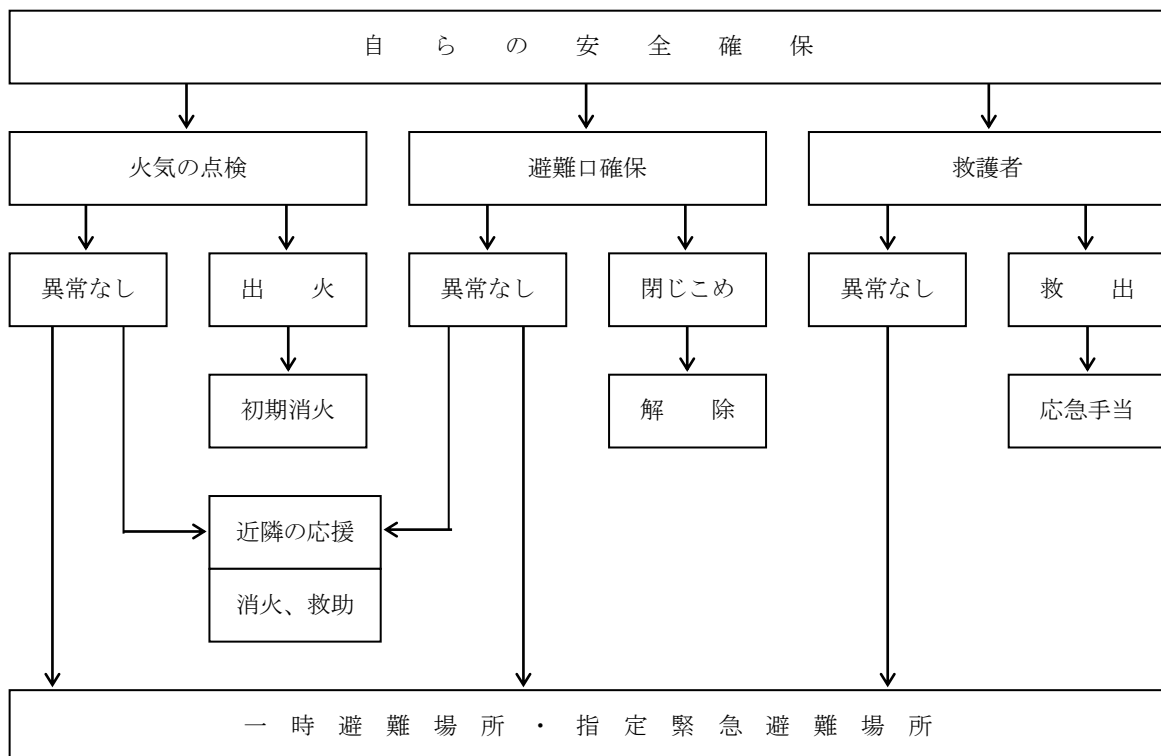 自らの安全確保
火気の点検
避難口確保
救護者
異常なし
出火
異常なし
閉じこめ
異常なし
救出
初期消火
解除
応急手当
近隣の応援
消火、救助
一時避難場所・指定緊急避難場所